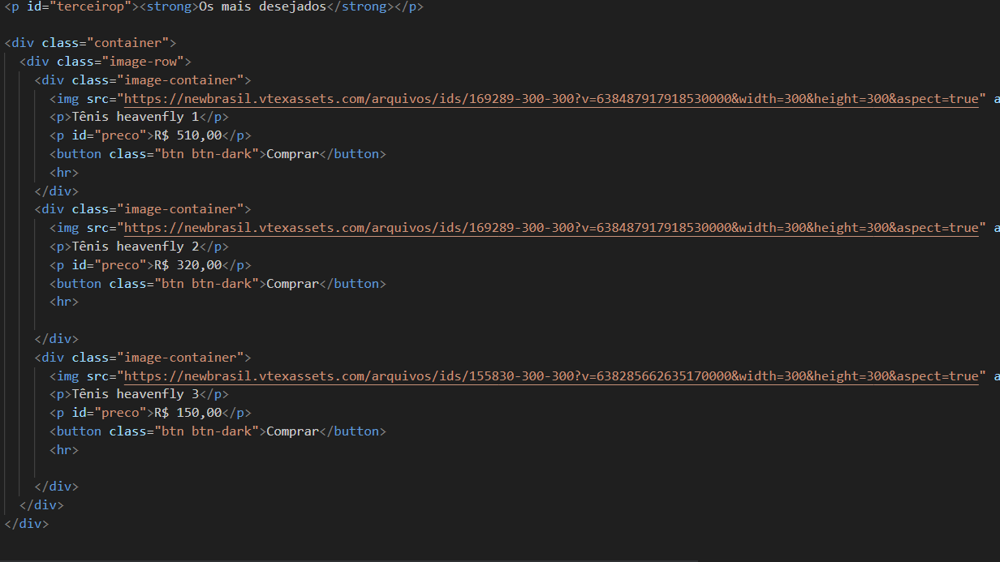 <p id="terceirop"><strong>Os mais desejados</strong></p>
<div class="container">
<div class="image-row">
<div class="image-container">
<img src="https://newbrasil.vtexassets.com/arquivos/ids/169289-300-300?v=638487917918530000&width=300&height=300&aspect=true" a
<p>Tênis heavenfly 1</p>
<p id="preco">R$ 510,00</p>
<button class="btn btn-dark">Comprar</button>
<hr>
</div>
<div class="image-container">
<img src="https://newbrasil.vtexassets.com/arquivos/ids/169289-300-300?v=638487917918530000&width=300&height=300&aspect=true" a
<p>Tênis heavenfly 2</p>
<p id="preco">R$ 320,00</p>
<button class="btn btn-dark">Comprar</button>
<hr>
</div>
<div class="image-container">
<img src="https://newbrasil.vtexassets.com/arquivos/ids/155830-300-300?v=638285662635170000&width=300&height=300&aspect=true" a
<p>Tênis heavenfly 3</p>
<p id="preco">R$ 150,00</p>
<button class="btn btn-dark">Comprar</button>
<hr>
</div>
</div>
</div>